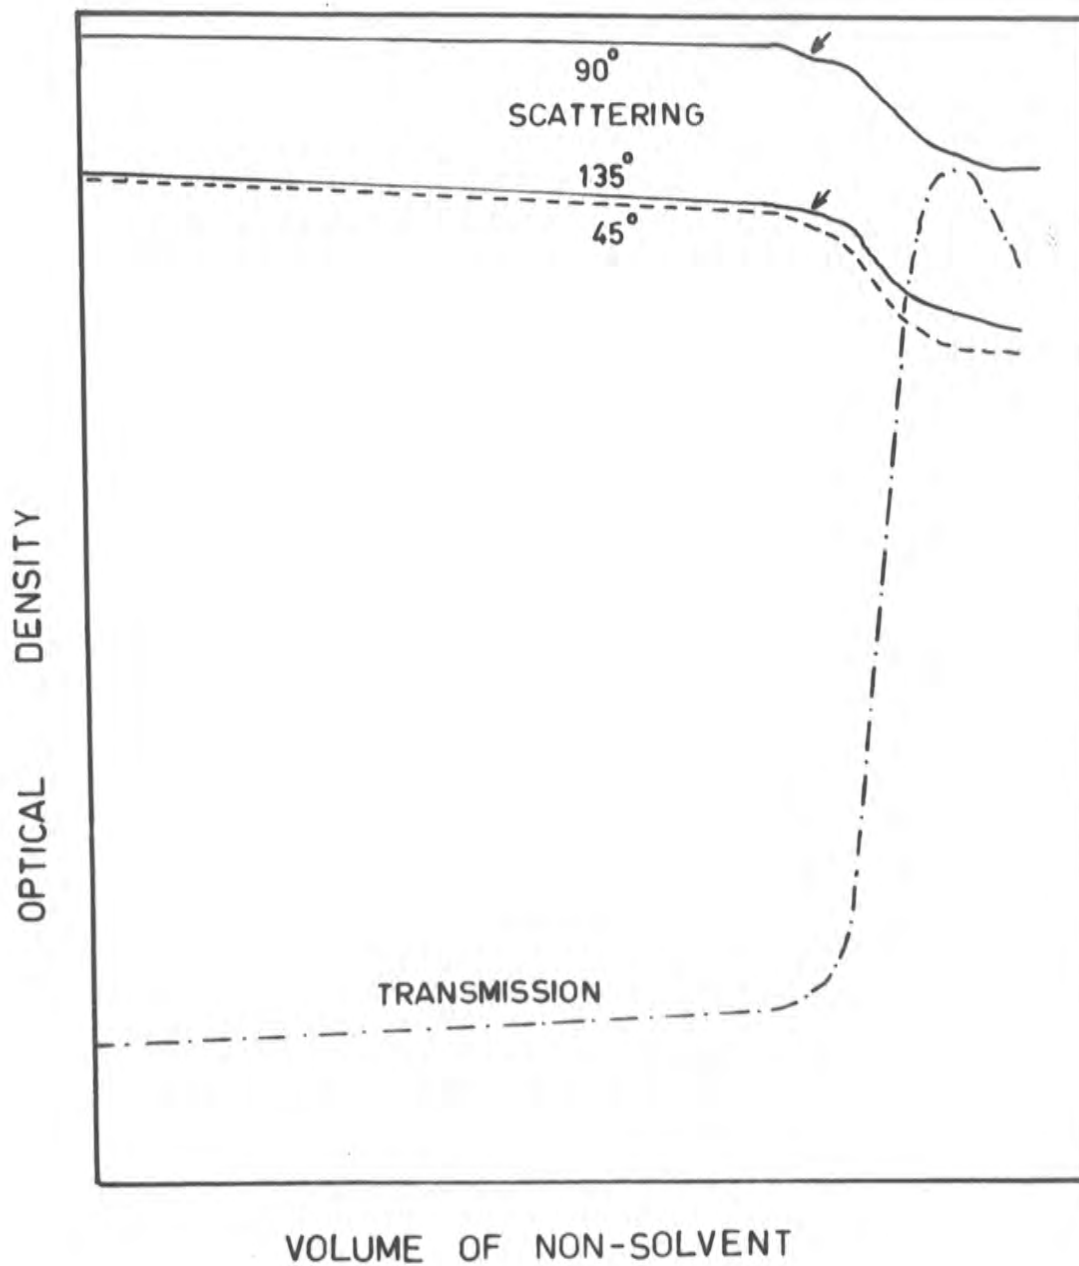 90°
SCATTERING
135°
45°
OPTICAL DENSITY
TRANSMISSION
VOLUME OF NON-SOLVENT